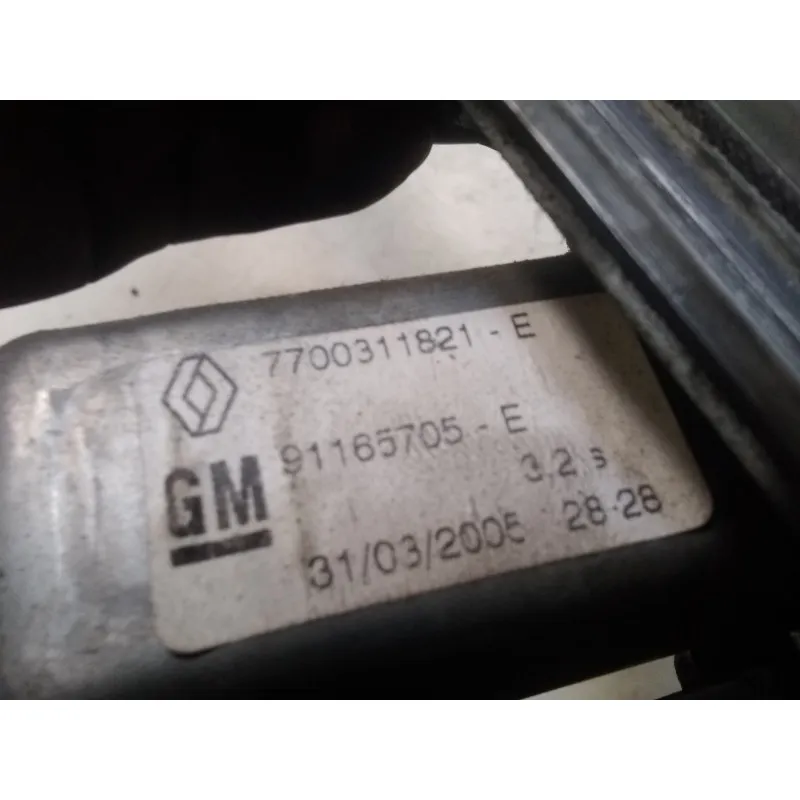 7700311821 - E
91165705 - E
GM
3,2 s
31/03/2005 28-28